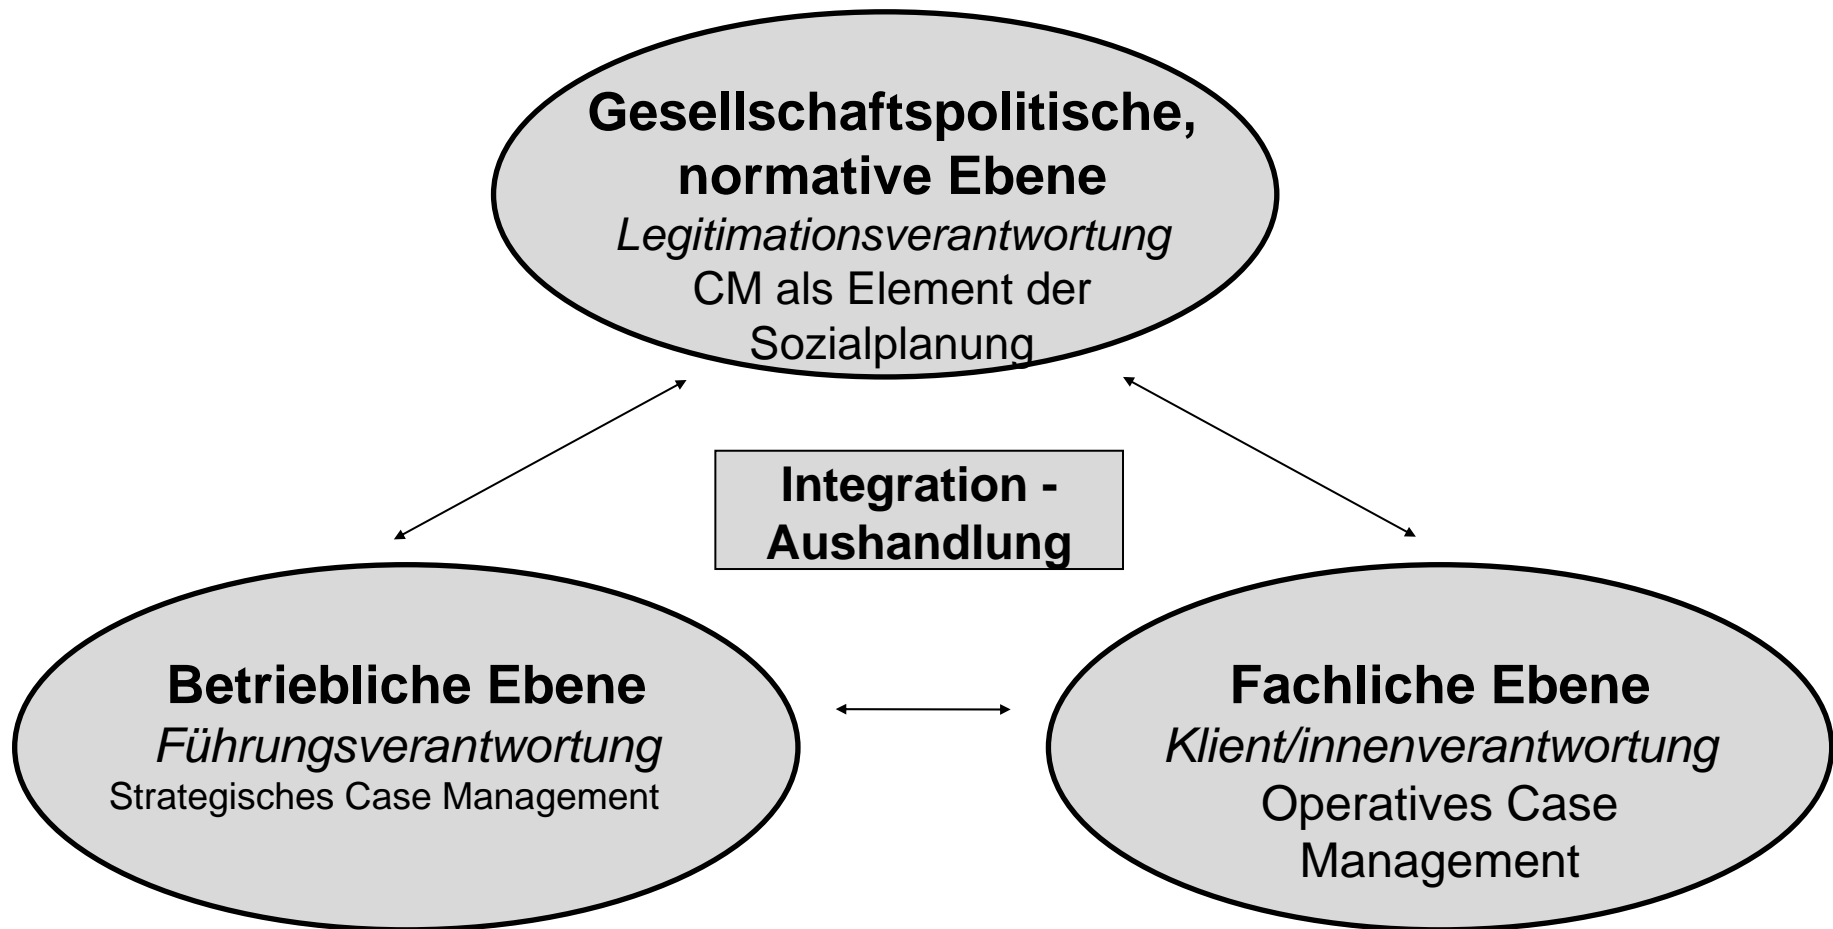 Gesellschaftspolitische,
normative Ebene
Legitimationsverantwortung
CM als Element der
Sozialplanung
Integration -
Aushandlung
Betriebliche Ebene
Führungsverantwortung
Strategisches Case Management
Fachliche Ebene
Klient/innenverantwortung
Operatives Case
Management